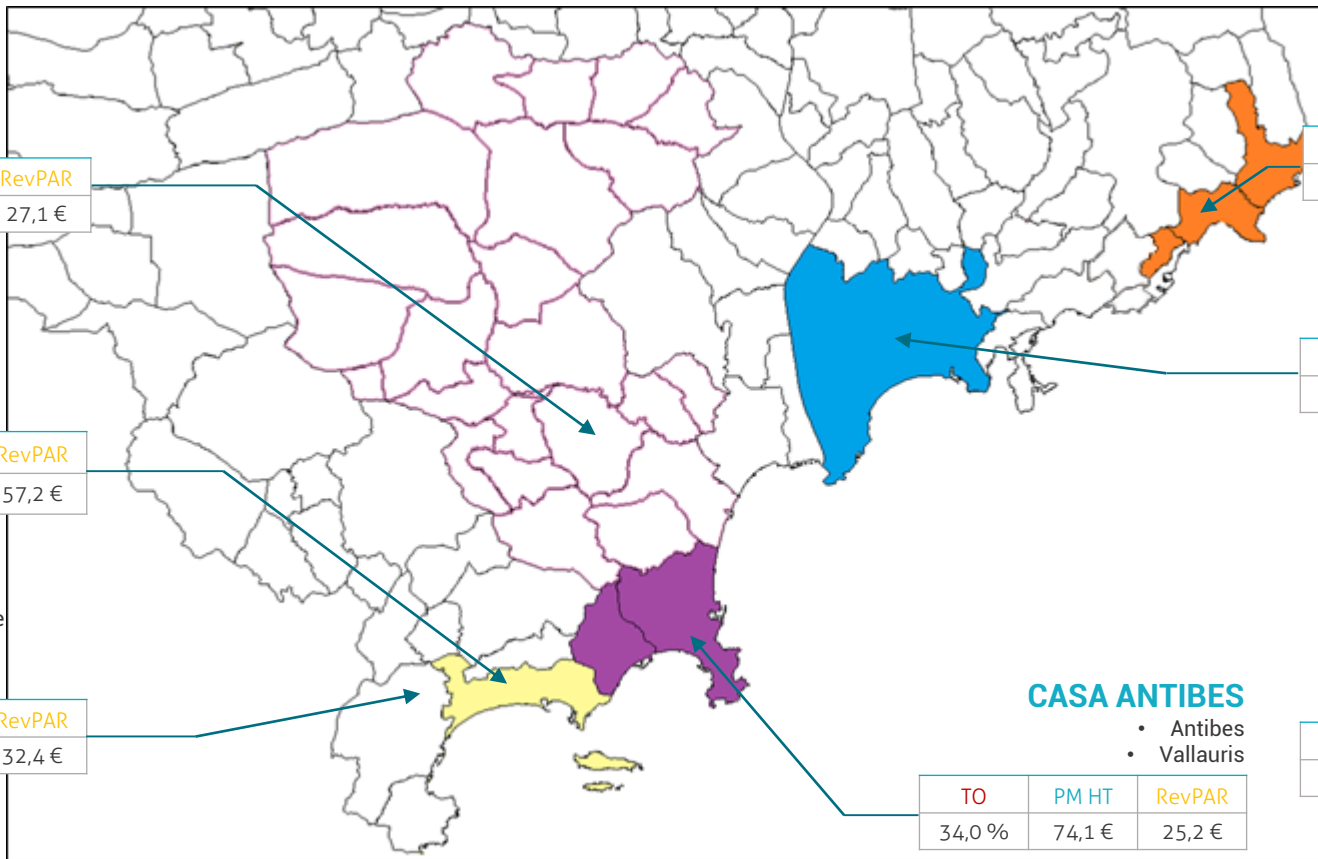 RevPAR
27,1 €
RevPAR
57,2 €
RevPAR
32,4 €
CASA ANTIBES
• Antibes
• Vallauris
TO PM HT RevPAR
34,0 % 74,1 € 25,2 €